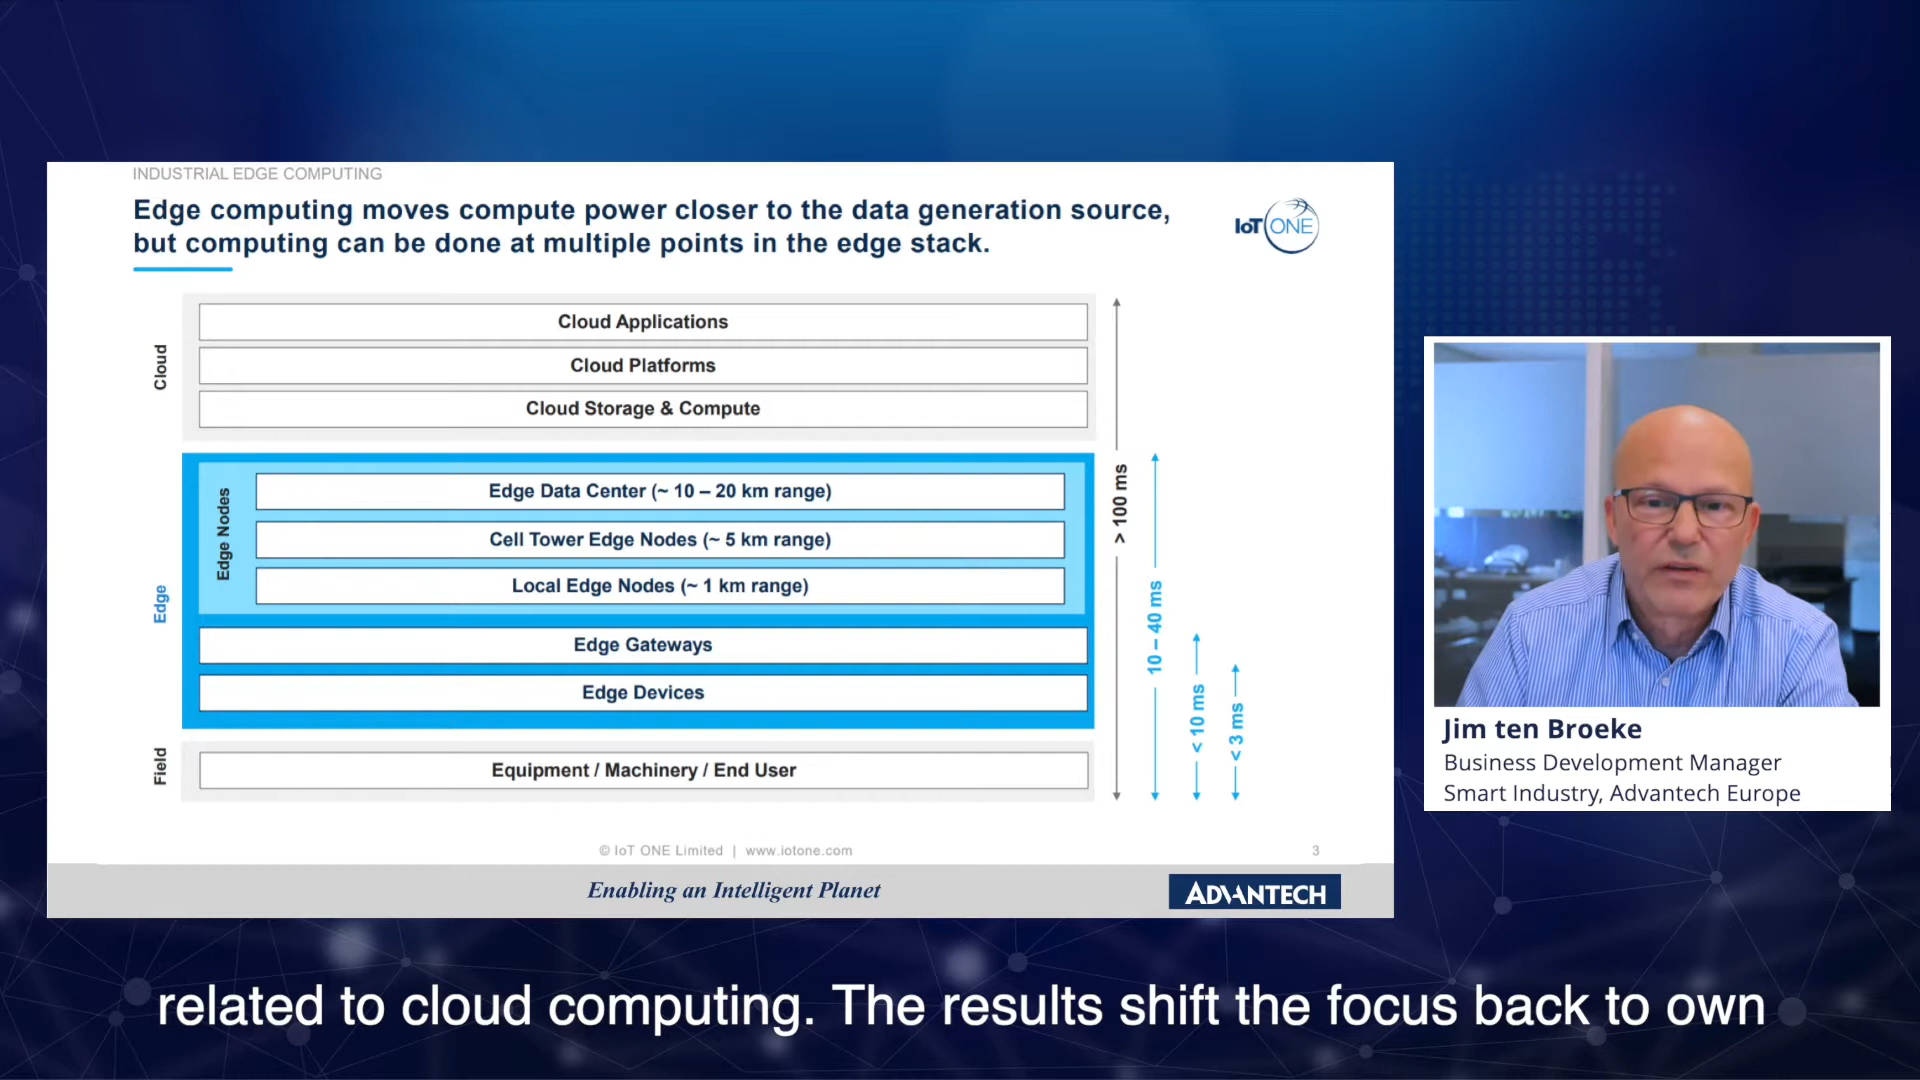 INDUSTRIAL EDGE COMPUTING
Edge computing moves compute power closer to the data generation source,
but computing can be done at multiple points in the edge stack.
IoT ONE
Cloud
Cloud Applications
Cloud Platforms
Cloud Storage & Compute
Edge
Edge Nodes
Edge Data Center (~ 10 – 20 km range)
Cell Tower Edge Nodes (~ 5 km range)
Local Edge Nodes (~ 1 km range)
Edge Gateways
Edge Devices
Field
Equipment / Machinery / End User
> 100 ms
10 – 40 ms
< 10 ms
< 3 ms
© IoT ONE Limited | www.iotone.com
3
Enabling an Intelligent Planet
ADVANTECH
Jim ten Broeke
Business Development Manager
Smart Industry, Advantech Europe
related to cloud computing. The results shift the focus back to own